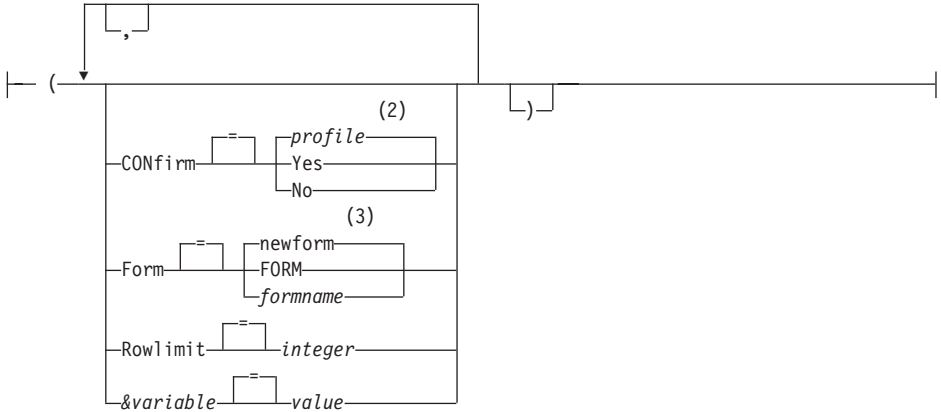 ,
(
)
(2)
=
profile
CONfirm
Yes
No
(3)
=
newform
Form
FORM
formname
=
Rowlimit
integer
=
&variable
value